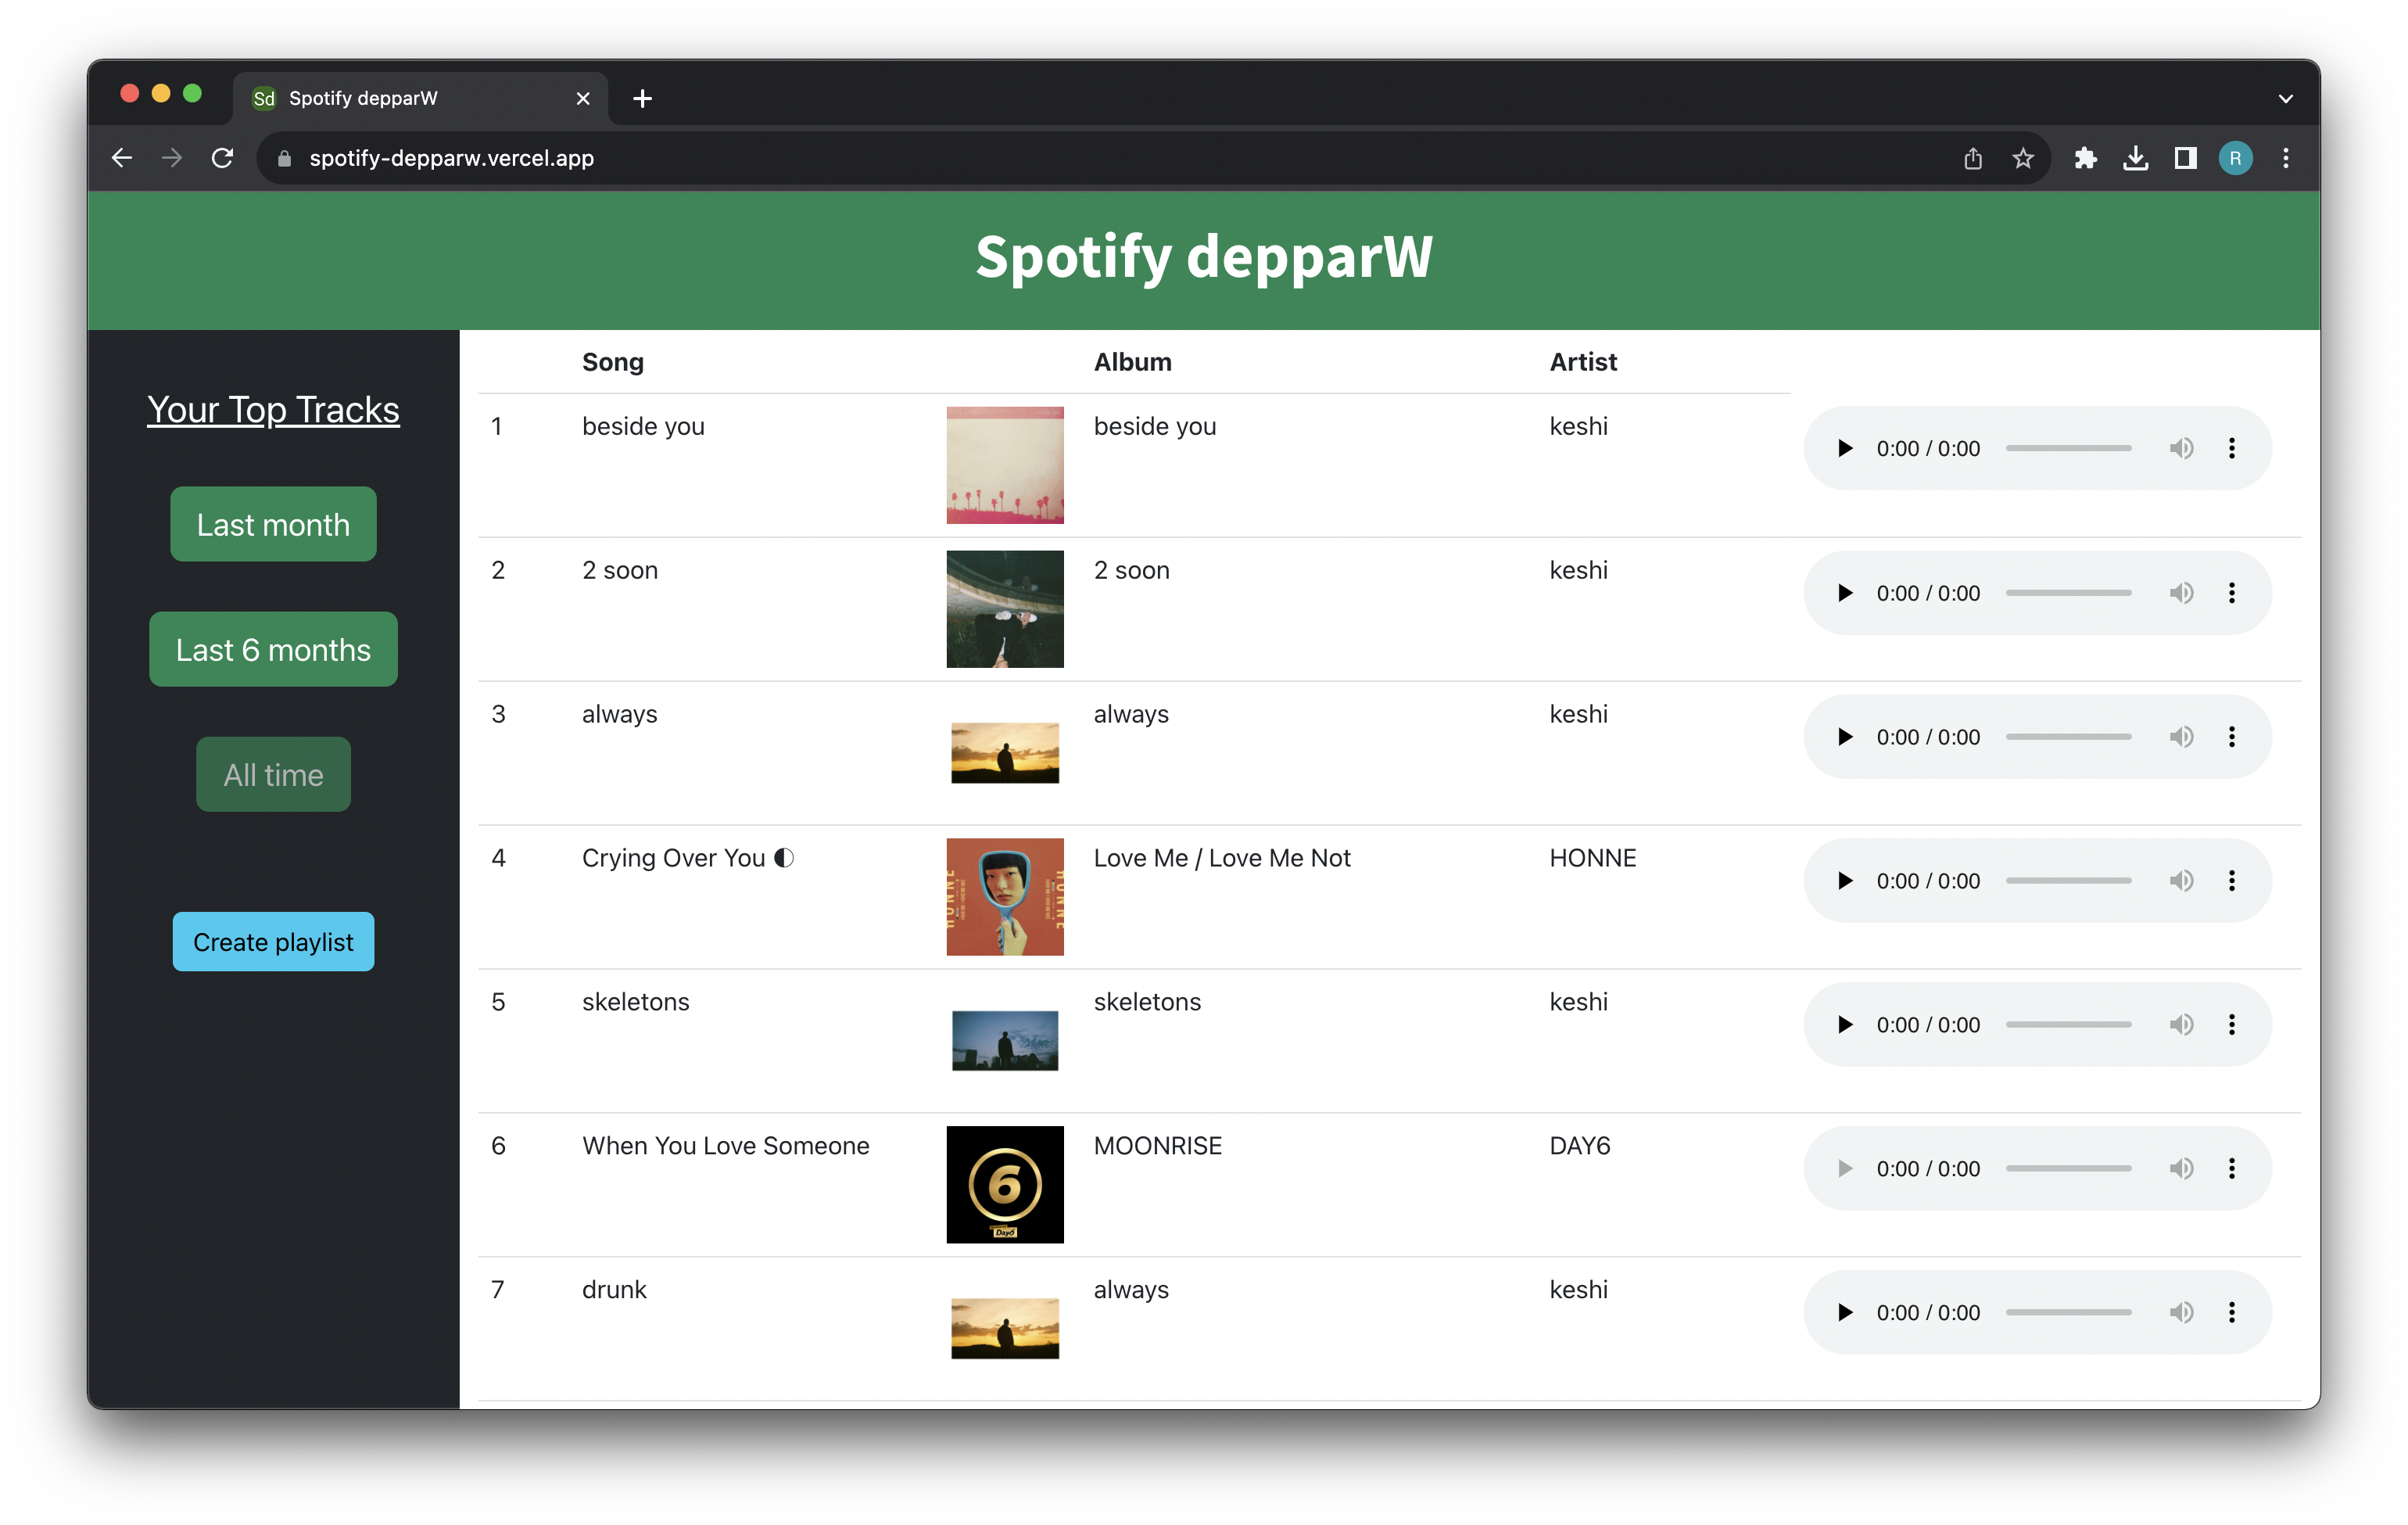 Sd Spotify depparW
spotify-depparw.vercel.app
R
Spotify depparW
Your Top Tracks
Last month
Last 6 months
All time
Create playlist
Song Album Artist
1 beside you beside you keshi 0:00 / 0:00
2 2 soon 2 soon keshi 0:00 / 0:00
3 always always keshi 0:00 / 0:00
4 Crying Over You ◐ HONNE HONNE Love Me / Love Me Not HONNE 0:00 / 0:00
5 skeletons skeletons keshi 0:00 / 0:00
6 When You Love Someone 6 Day6 MOONRISE DAY6 0:00 / 0:00
7 drunk always keshi 0:00 / 0:00